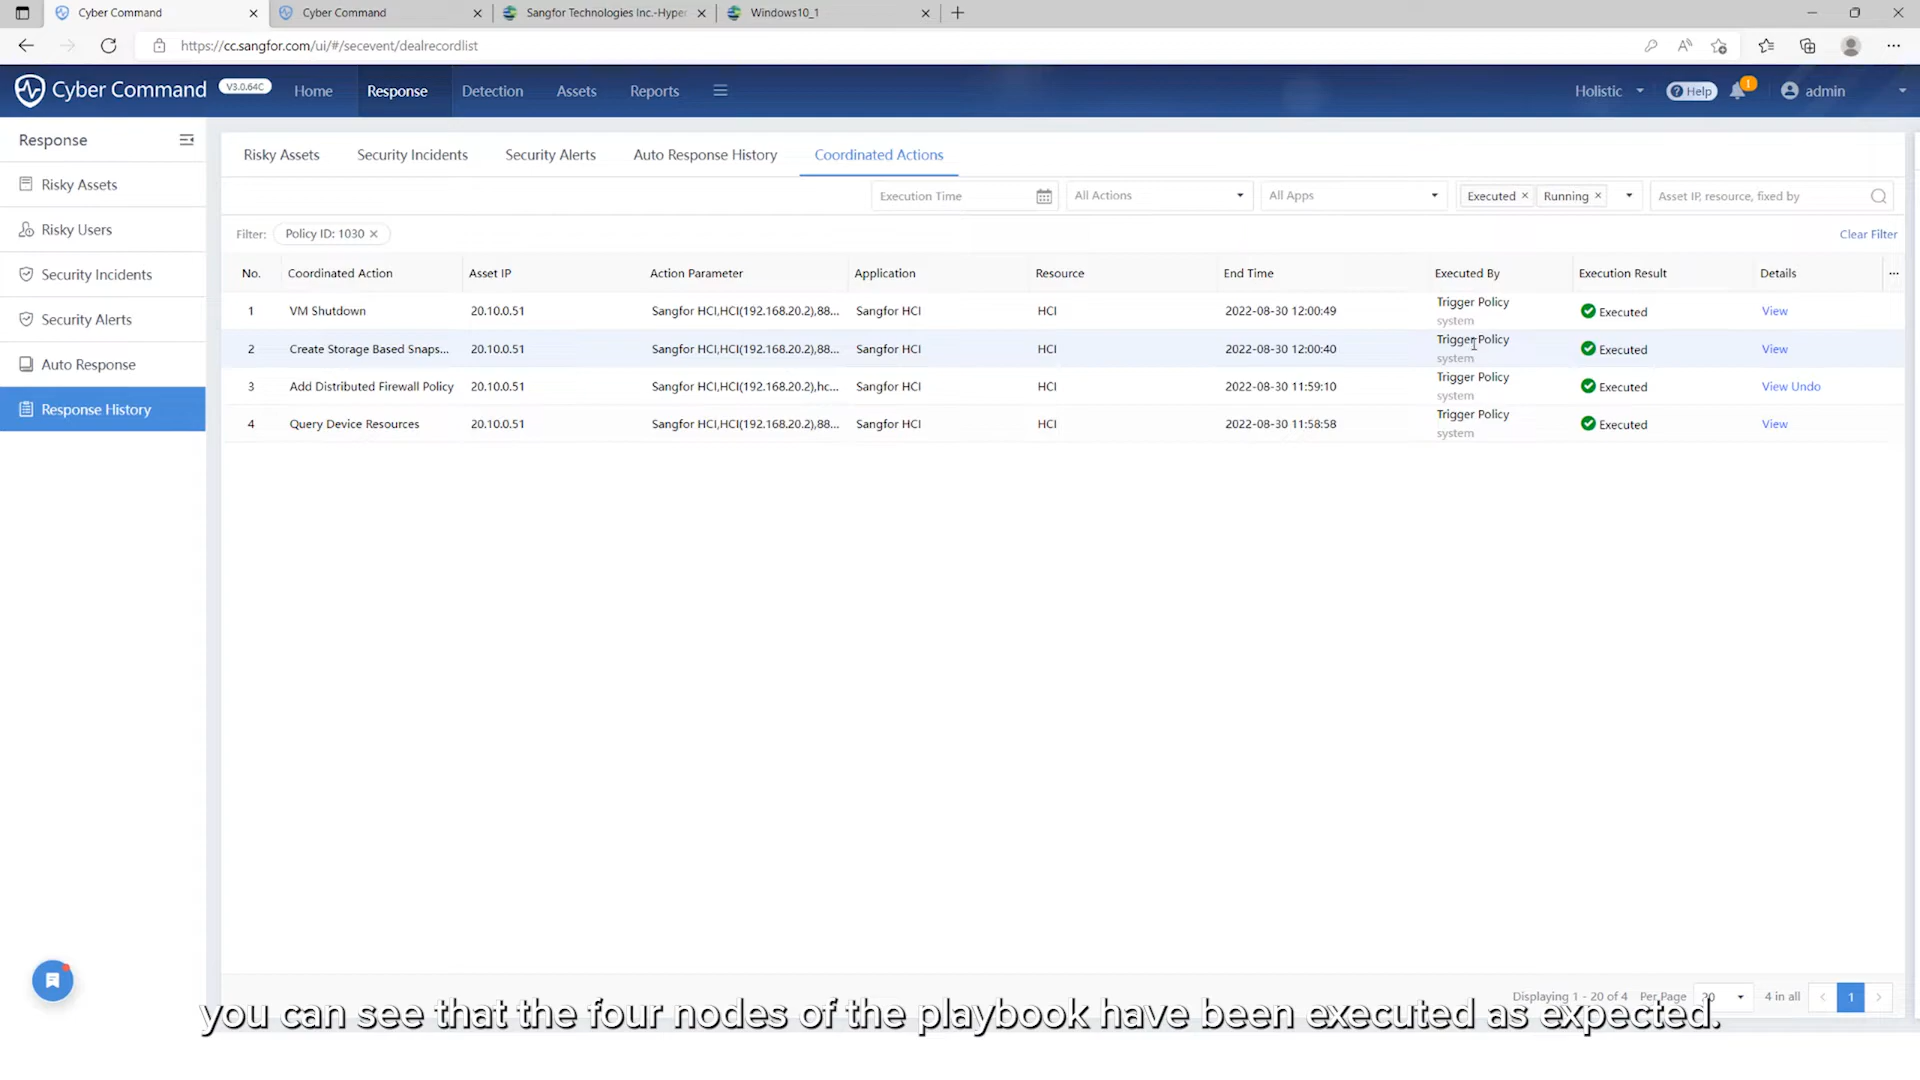 Cyber Command
Cyber Command
Sangfor Technologies Inc.-Hyper
Windows10_1
https://cc.sangfor.com/ui/#/secevent/dealrecordlist
Cyber Command V3.0.64C Home Response Detection Assets Reports Holistic Help 1 admin
Response
Risky Assets
Risky Users
Security Incidents
Security Alerts
Auto Response
Response History
Risky Assets Security Incidents Security Alerts Auto Response History Coordinated Actions
Execution Time All Actions All Apps Executed × Running × Asset IP, resource, fixed by
Filter: Policy ID: 1030 × Clear Filter
No. Coordinated Action Asset IP Action Parameter Application Resource End Time Executed By Execution Result Details ...
1 VM Shutdown 20.10.0.51 Sangfor HCI,HCI(192.168.20.2),88... Sangfor HCI HCI 2022-08-30 12:00:49 Trigger Policy Executed View
system
2 Create Storage Based Snaps... 20.10.0.51 Sangfor HCI,HCI(192.168.20.2),88... Sangfor HCI HCI 2022-08-30 12:00:40 Trigger Policy Executed View
system
3 Add Distributed Firewall Policy 20.10.0.51 Sangfor HCI,HCI(192.168.20.2),hc... Sangfor HCI HCI 2022-08-30 11:59:10 Trigger Policy Executed View Undo
system
4 Query Device Resources 20.10.0.51 Sangfor HCI,HCI(192.168.20.2),88... Sangfor HCI HCI 2022-08-30 11:58:58 Trigger Policy Executed View
system
Displaying 1 - 20 of 4 Per Page 20 4 in all 1
you can see that the four nodes of the playbook have been executed as expected.